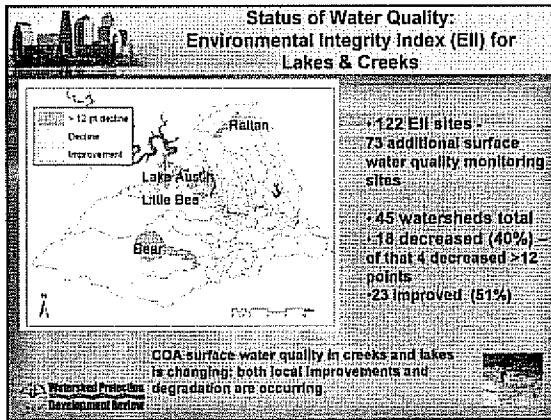 Status of Water Quality:
Environmental Integrity Index (EII) for
Lakes & Creeks
> 12 pt decline
Decline
Improvement
Rattan
Lake Austin
Little Bee
Bear
N
• 122 EII sites -
73 additional surface
water quality monitoring
sites
• 45 watersheds total
• 18 decreased (40%) –
of that 4 decreased >12
points
• 23 improved (51%)
COA surface water quality in creeks and lakes
is changing; both local improvements and
degradation are occurring
Watershed Protection
Development Review